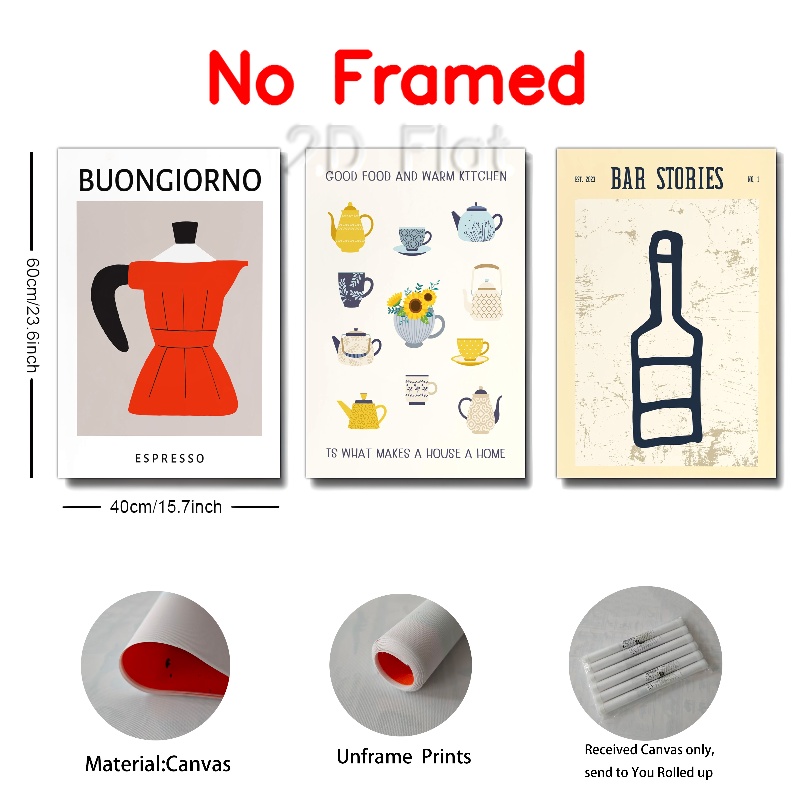 No Framed
2D Flat
BUONGIORNO
ESPRESSO
GOOD FOOD AND WARM KITCHEN
TS WHAT MAKES A HOUSE A HOME
EST. 2023
BAR STORIES
NO. 1
60cm/23.6inch
40cm/15.7inch
Material:Canvas
Unframe Prints
Received Canvas only,
send to You Rolled up